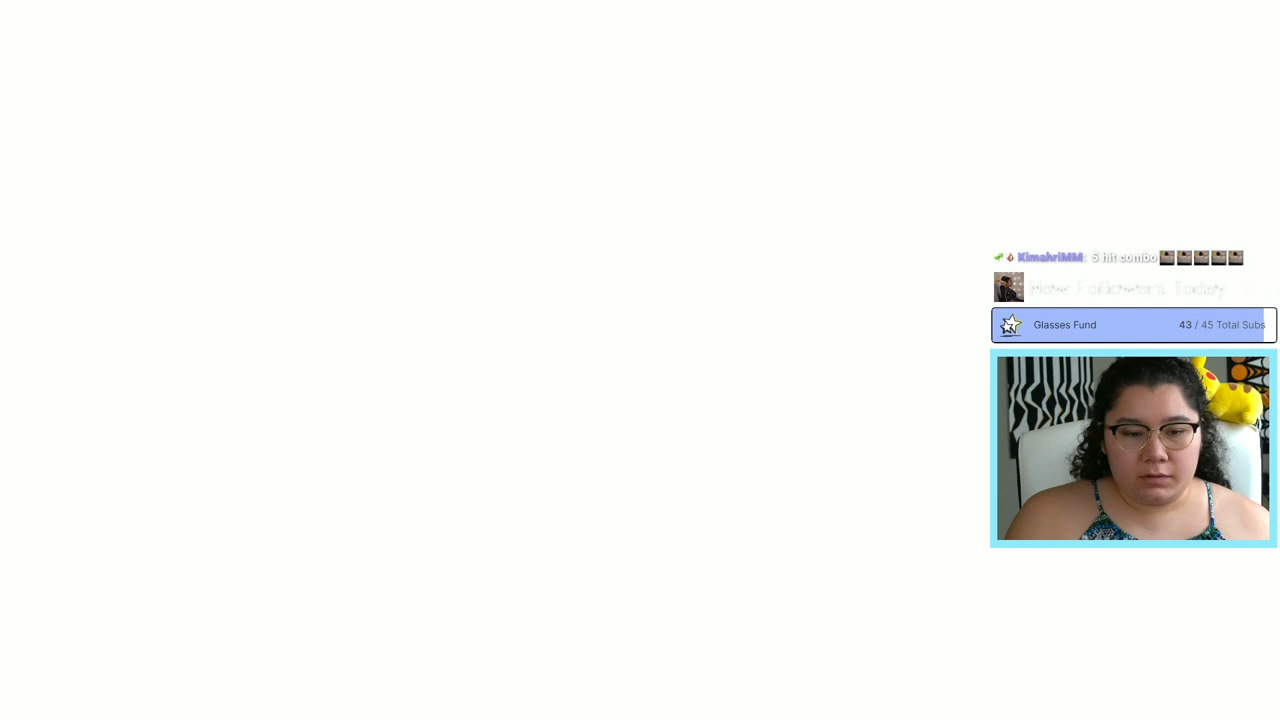 KimahriMM: 5 hit combo
New Followers Today
Glasses Fund 43 / 45 Total Subs